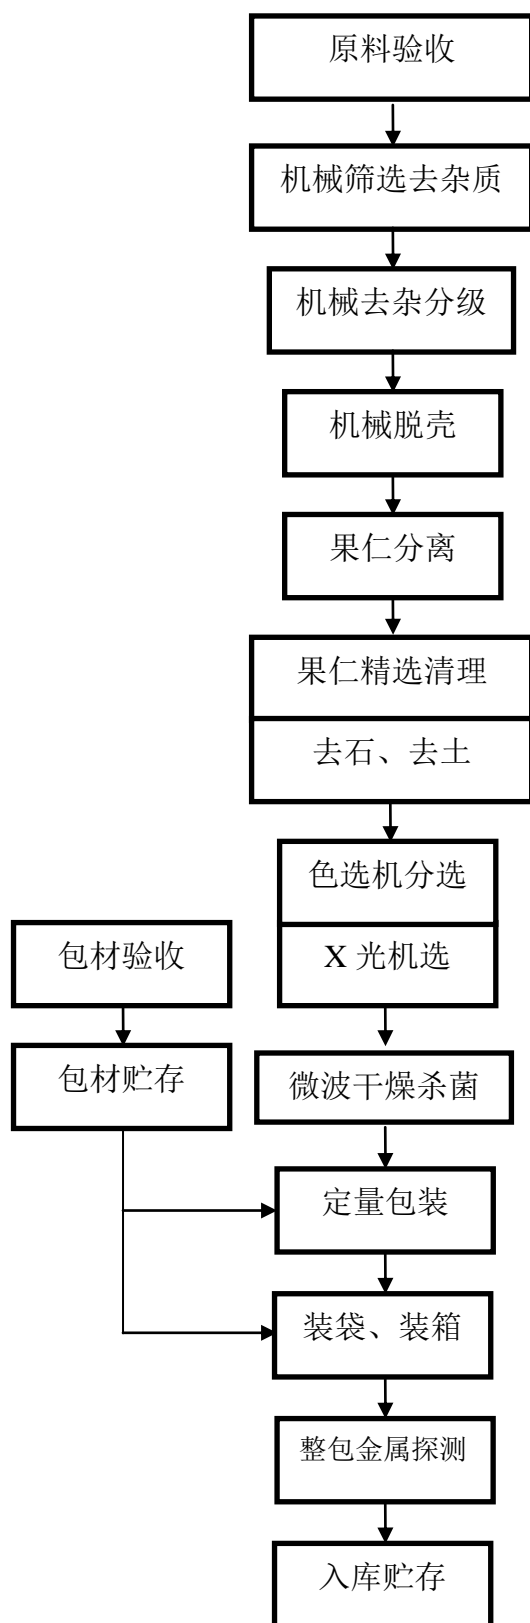 原料验收
机械筛选去杂质
机械去杂分级
机械脱壳
果仁分离
果仁精选清理
去石、去土
色选机分选
X 光机选
包材验收
包材贮存
微波干燥杀菌
定量包装
装袋、装箱
整包金属探测
入库贮存